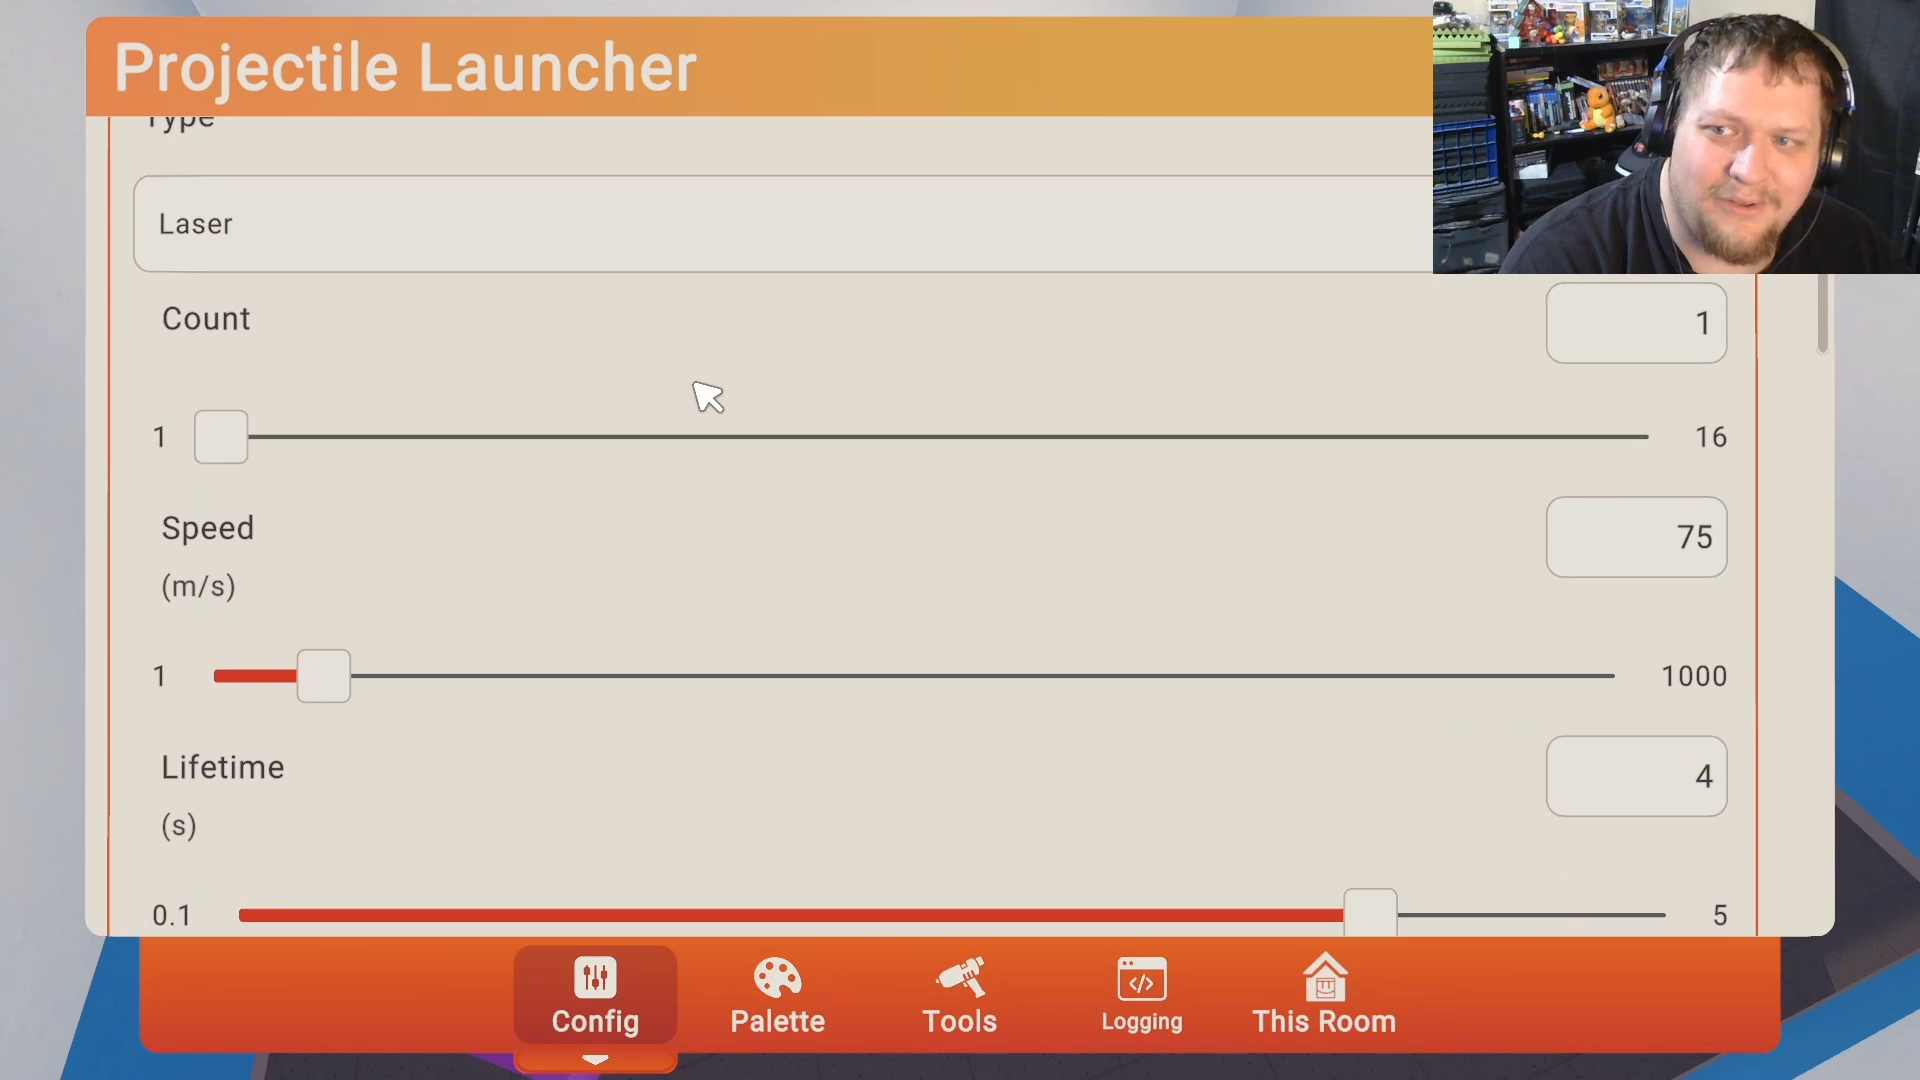 Projectile Launcher
Type
Laser
Count
1
1
16
Speed
75
(m/s)
1
1000
Lifetime
4
(s)
0.1
5
Config
Palette
Tools
Logging
This Room